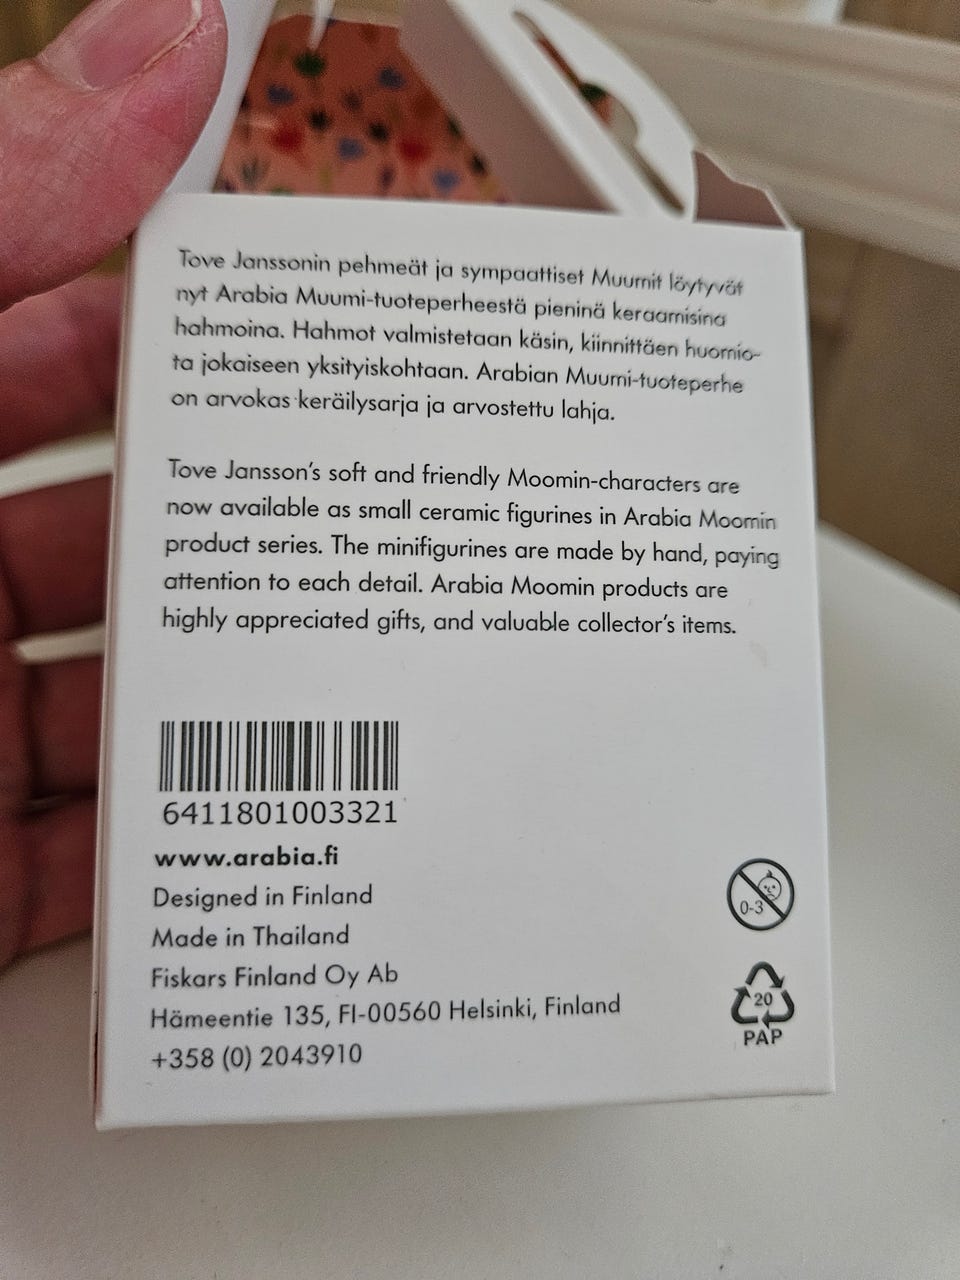 Tove Janssonin pehmeät ja sympaattiset Muumit löytyvät
nyt Arabia Muumi-tuoteperheestä pieninä keraamisina
hahmoina. Hahmot valmistetaan käsin, kiinnittäen huomio-
ta jokaiseen yksityiskohtaan. Arabian Muumi-tuoteperhe
on arvokas keräilysarja ja arvostettu lahja.
Tove Jansson's soft and friendly Moomin-characters are
now available as small ceramic figurines in Arabia Moomin
product series. The minifigurines are made by hand, paying
attention to each detail. Arabia Moomin products are
highly appreciated gifts, and valuable collector's items.
6411801003321
www.arabia.fi
Designed in Finland
Made in Thailand
Fiskars Finland Oy Ab
Hämeentie 135, FI-00560 Helsinki, Finland
+358 (0) 2043910
0-3
20
PAP